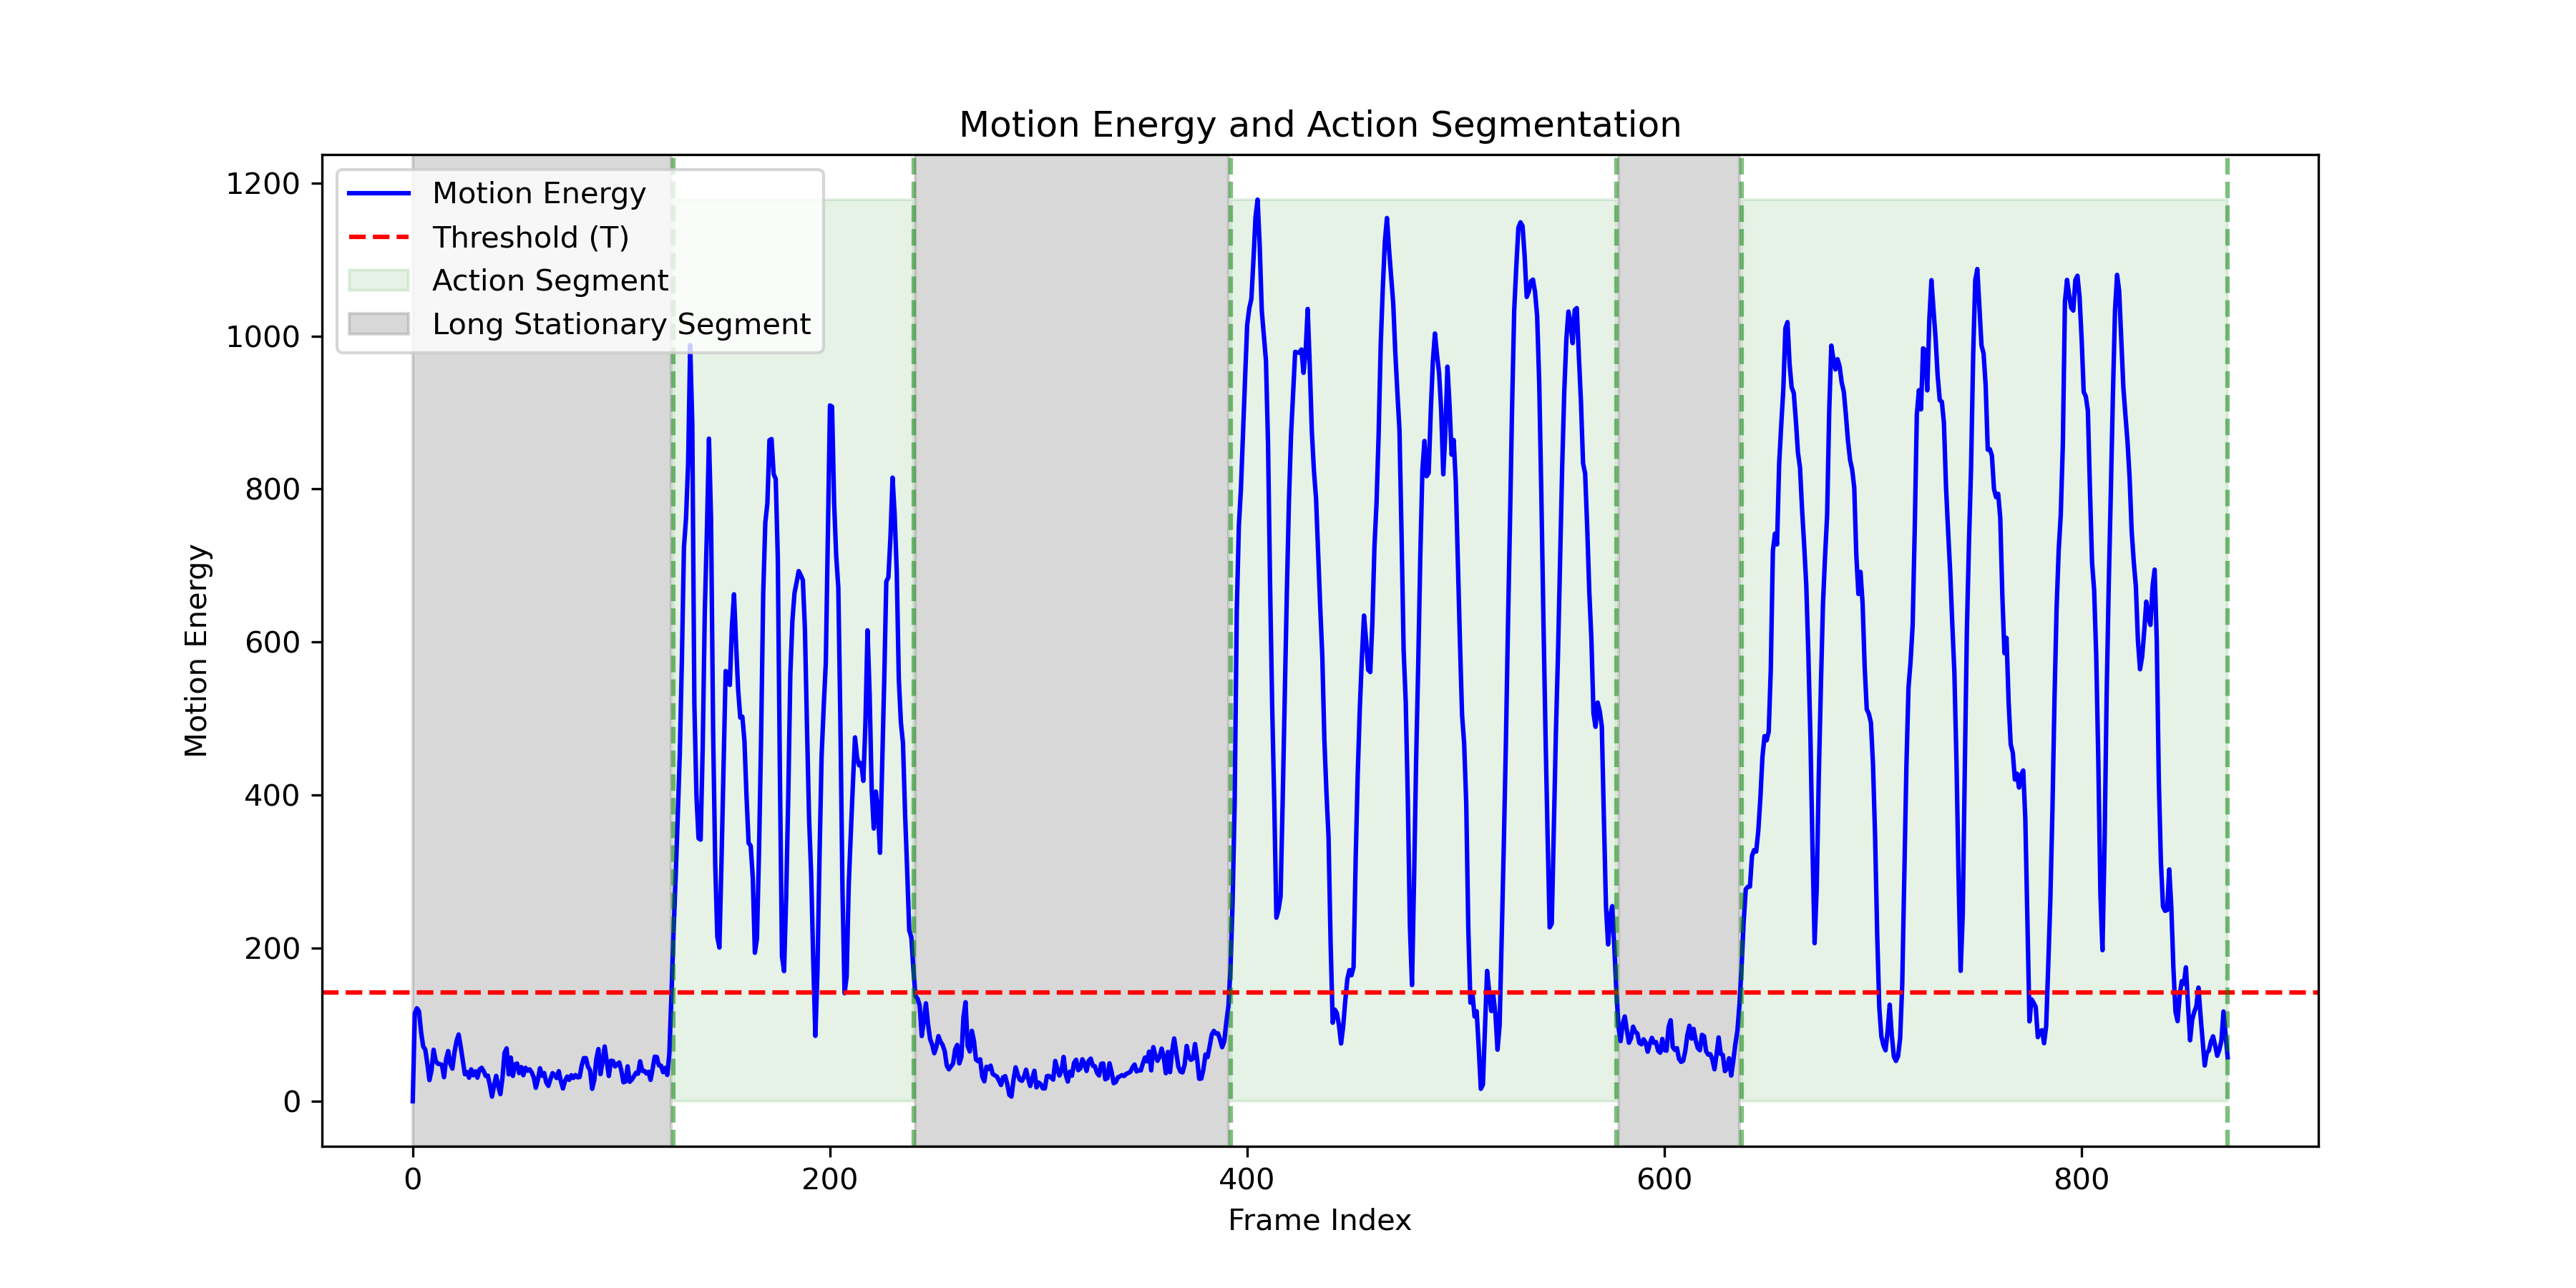 Motion Energy and Action Segmentation
Motion Energy
Threshold (T)
Action Segment
Long Stationary Segment
1200
1000
800
600
400
200
0
Motion Energy
0 200 400 600 800
Frame Index